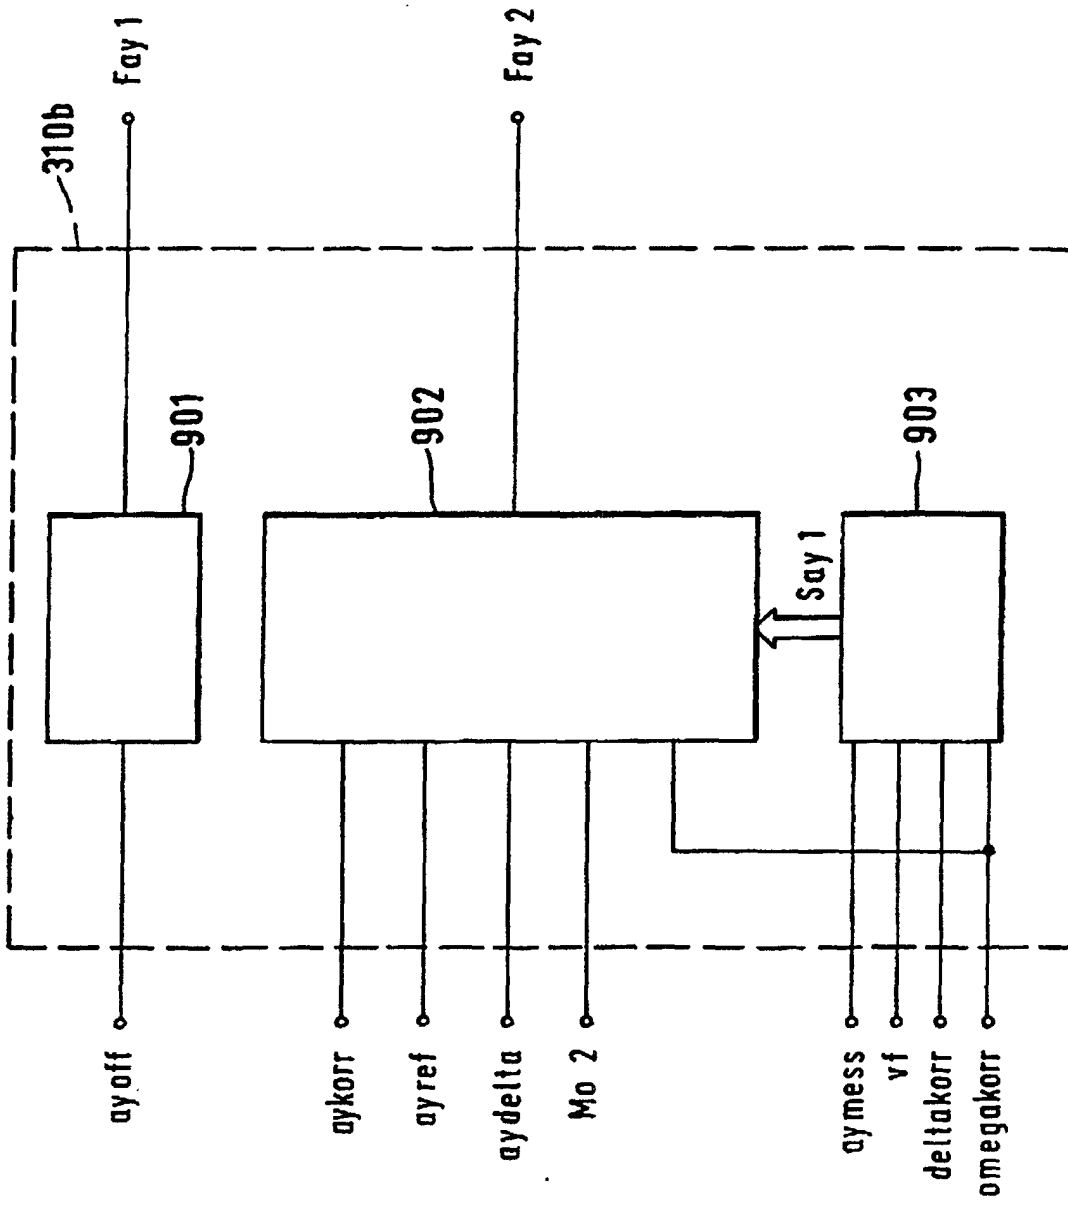 ayoff
aykorr
ayref
aydelta
Mo 2
aymess
vf
deltakorr
omegakorr
901
902
903
Say 1
310b
Fay 1
Fay 2